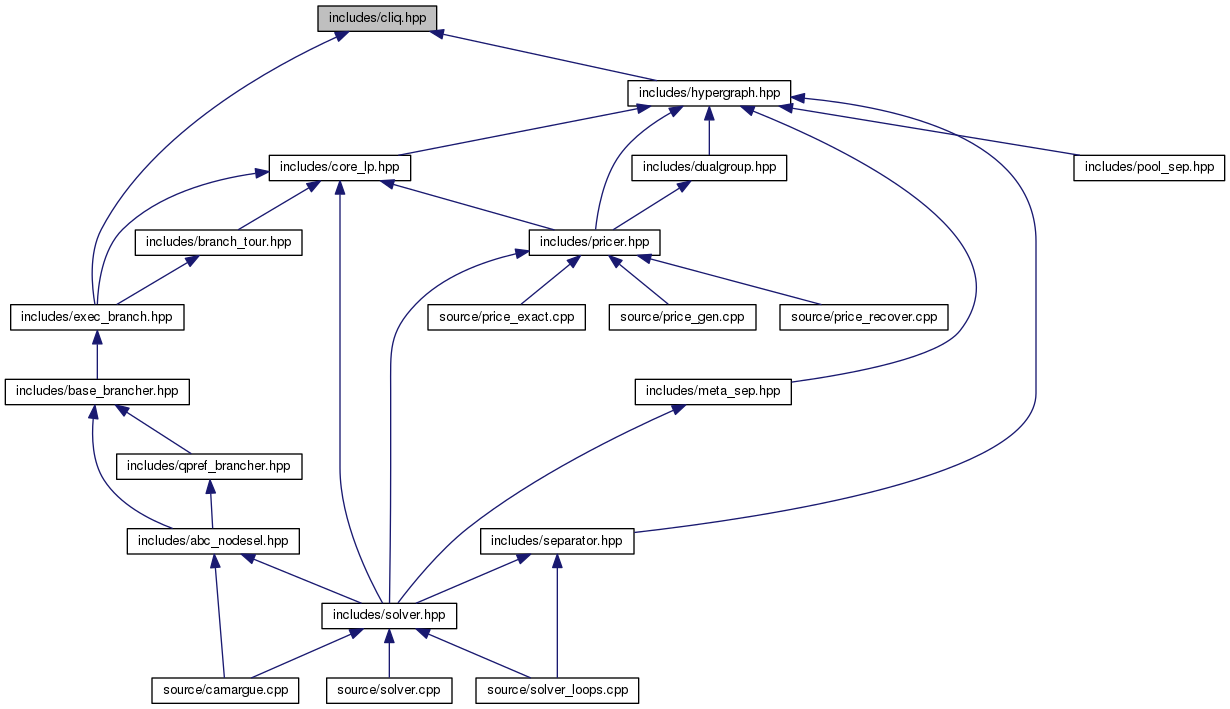 includes/cliq.hpp
includes/hypergraph.hpp
includes/core_lp.hpp
includes/dualgroup.hpp
includes/pool_sep.hpp
includes/branch_tour.hpp
includes/pricer.hpp
includes/exec_branch.hpp
source/price_exact.cpp
source/price_gen.cpp
source/price_recover.cpp
includes/base_brancher.hpp
includes/meta_sep.hpp
includes/qpref_brancher.hpp
includes/abc_nodesel.hpp
includes/separator.hpp
includes/solver.hpp
source/camargue.cpp
source/solver.cpp
source/solver_loops.cpp